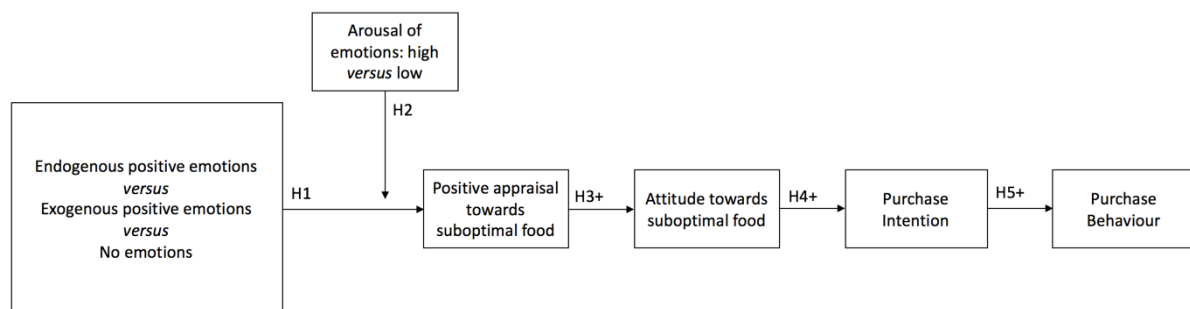 Arousal of
emotions: high
versus low
H2
Endogenous positive emotions
versus
Exogenous positive emotions
versus
No emotions
H1
Positive appraisal
towards
suboptimal food
H3+
Attitude towards
suboptimal food
H4+
Purchase
Intention
H5+
Purchase
Behaviour